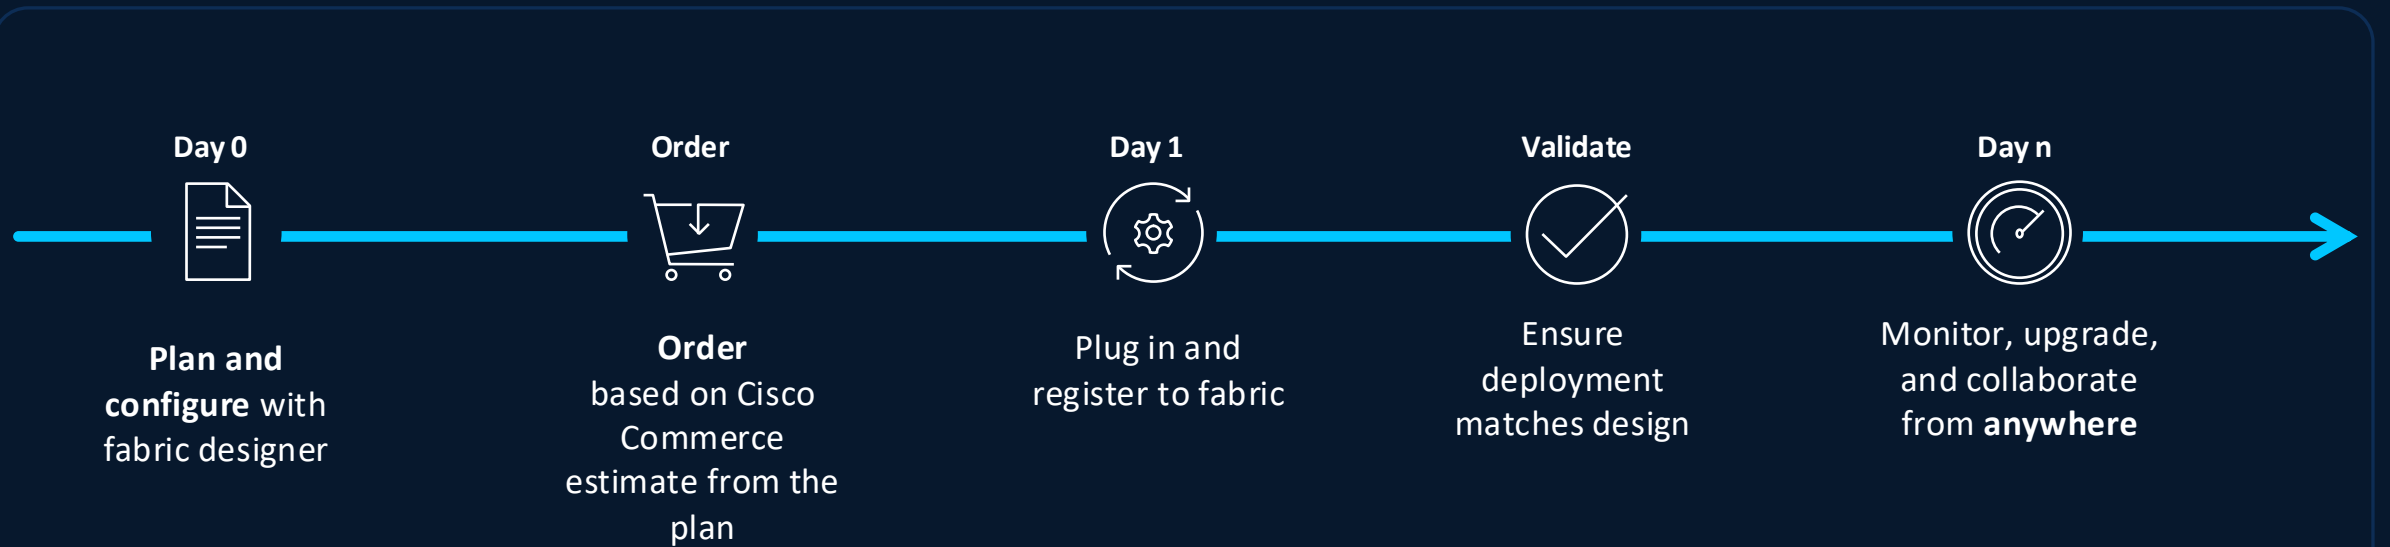 Day 0
Plan and
configure with
fabric designer
Order
Order
based on Cisco
Commerce
estimate from the
plan
Day 1
Plug in and
register to fabric
Validate
Ensure
deployment
matches design
Day n
Monitor, upgrade,
and collaborate
from anywhere